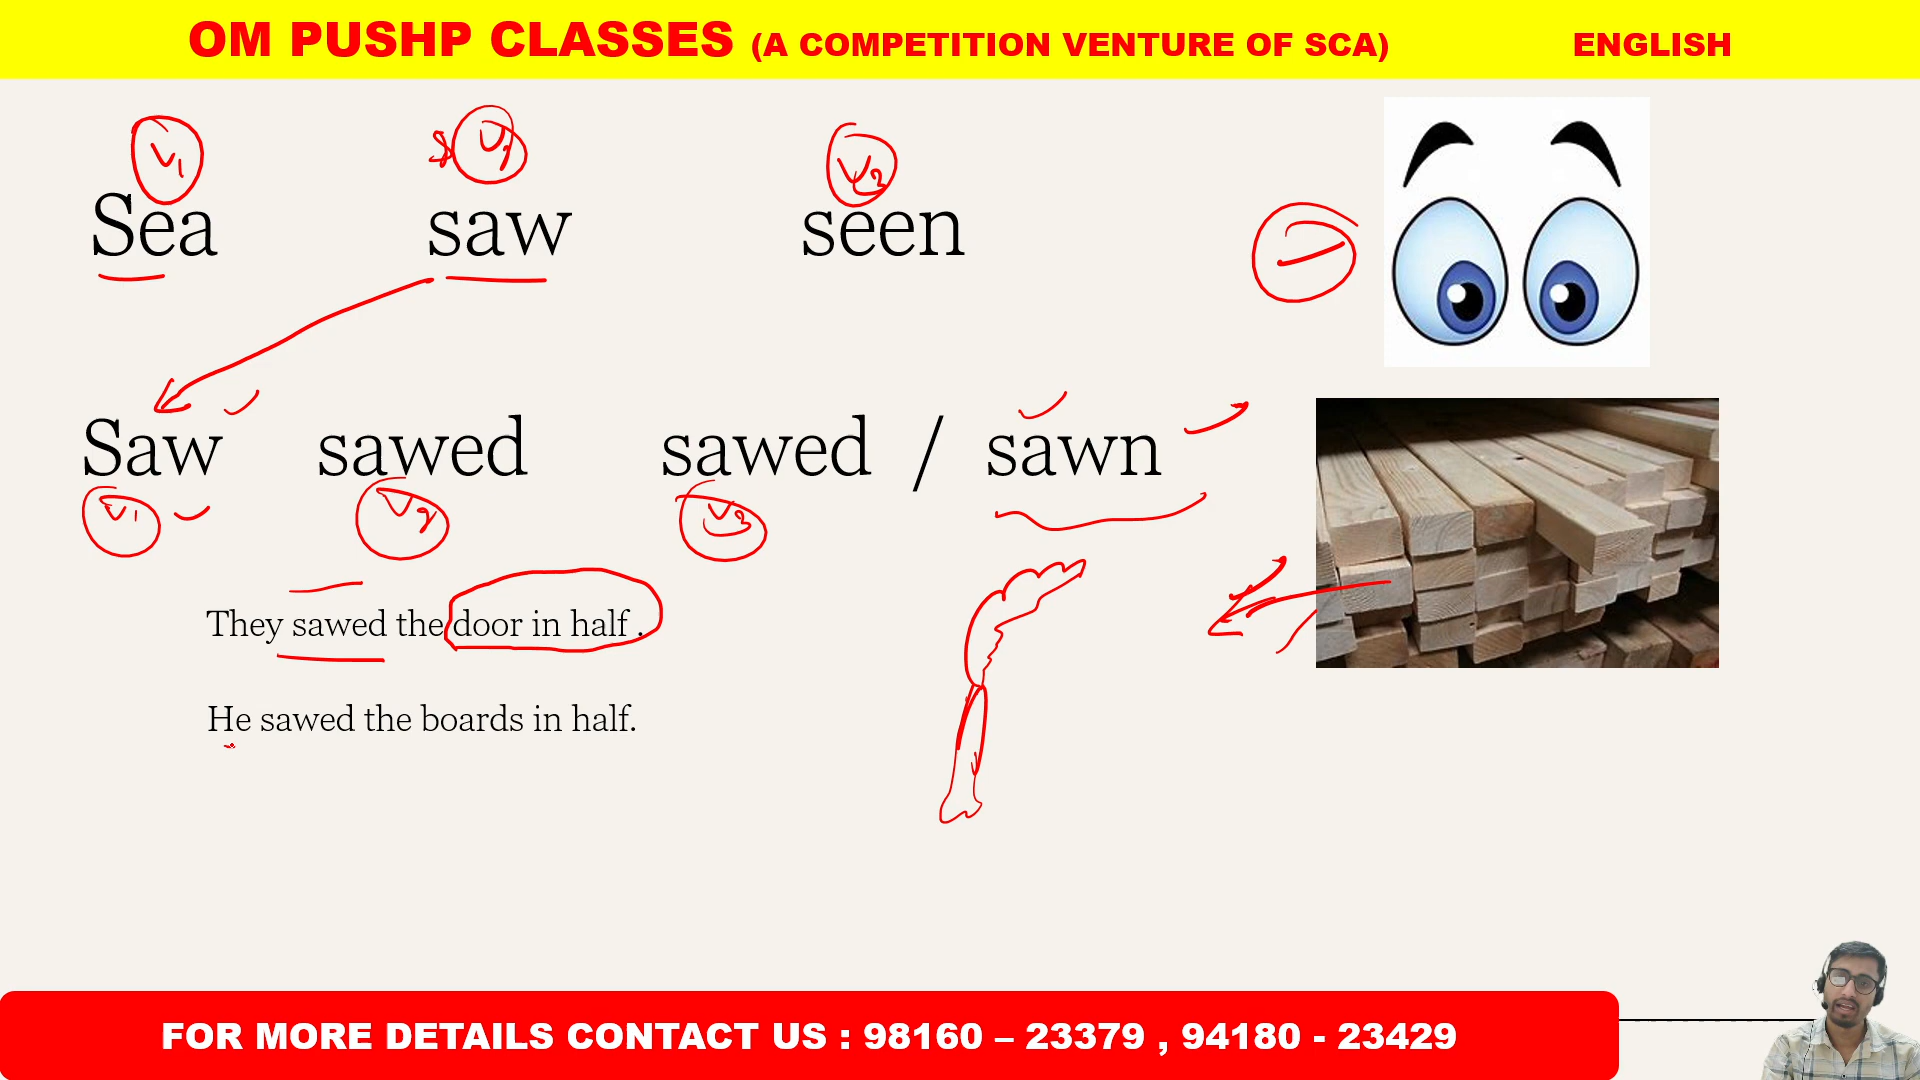 OM PUSHP CLASSES (A COMPETITION VENTURE OF SCA) ENGLISH
V1 V2 V3
Sea saw seen
Saw sawed sawed / sawn
V1 V2 V3
They sawed the door in half .
He sawed the boards in half.
FOR MORE DETAILS CONTACT US : 98160 – 23379 , 94180 - 23429